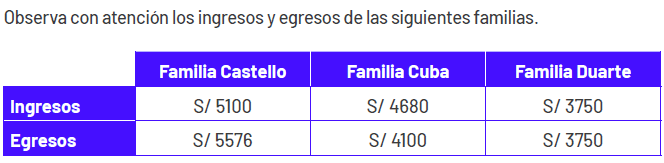 Observa con atención los ingresos y egresos de las siguientes familias.
Familia Castello Familia Cuba Familia Duarte
Ingresos S/ 5100 S/ 4680 S/ 3750
Egresos S/ 5576 S/ 4100 S/ 3750